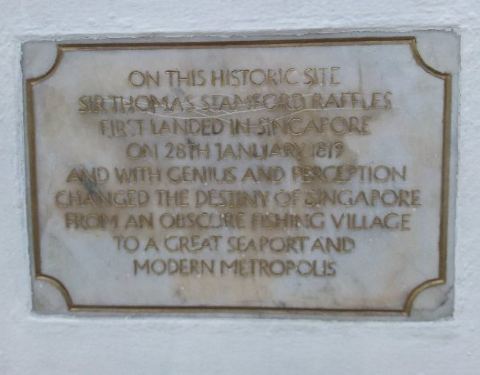 ON THIS HISTORIC SITE
SIR THOMAS STAMFORD RAFFLES
FIRST LANDED IN SINGAPORE
ON 28TH JANUARY 1819
AND WITH GENIUS AND PERCEPTION
CHANGED THE DESTINY OF SINGAPORE
FROM AN OBSCURE FISHING VILLAGE
TO A GREAT SEAPORT AND
MODERN METROPOLIS